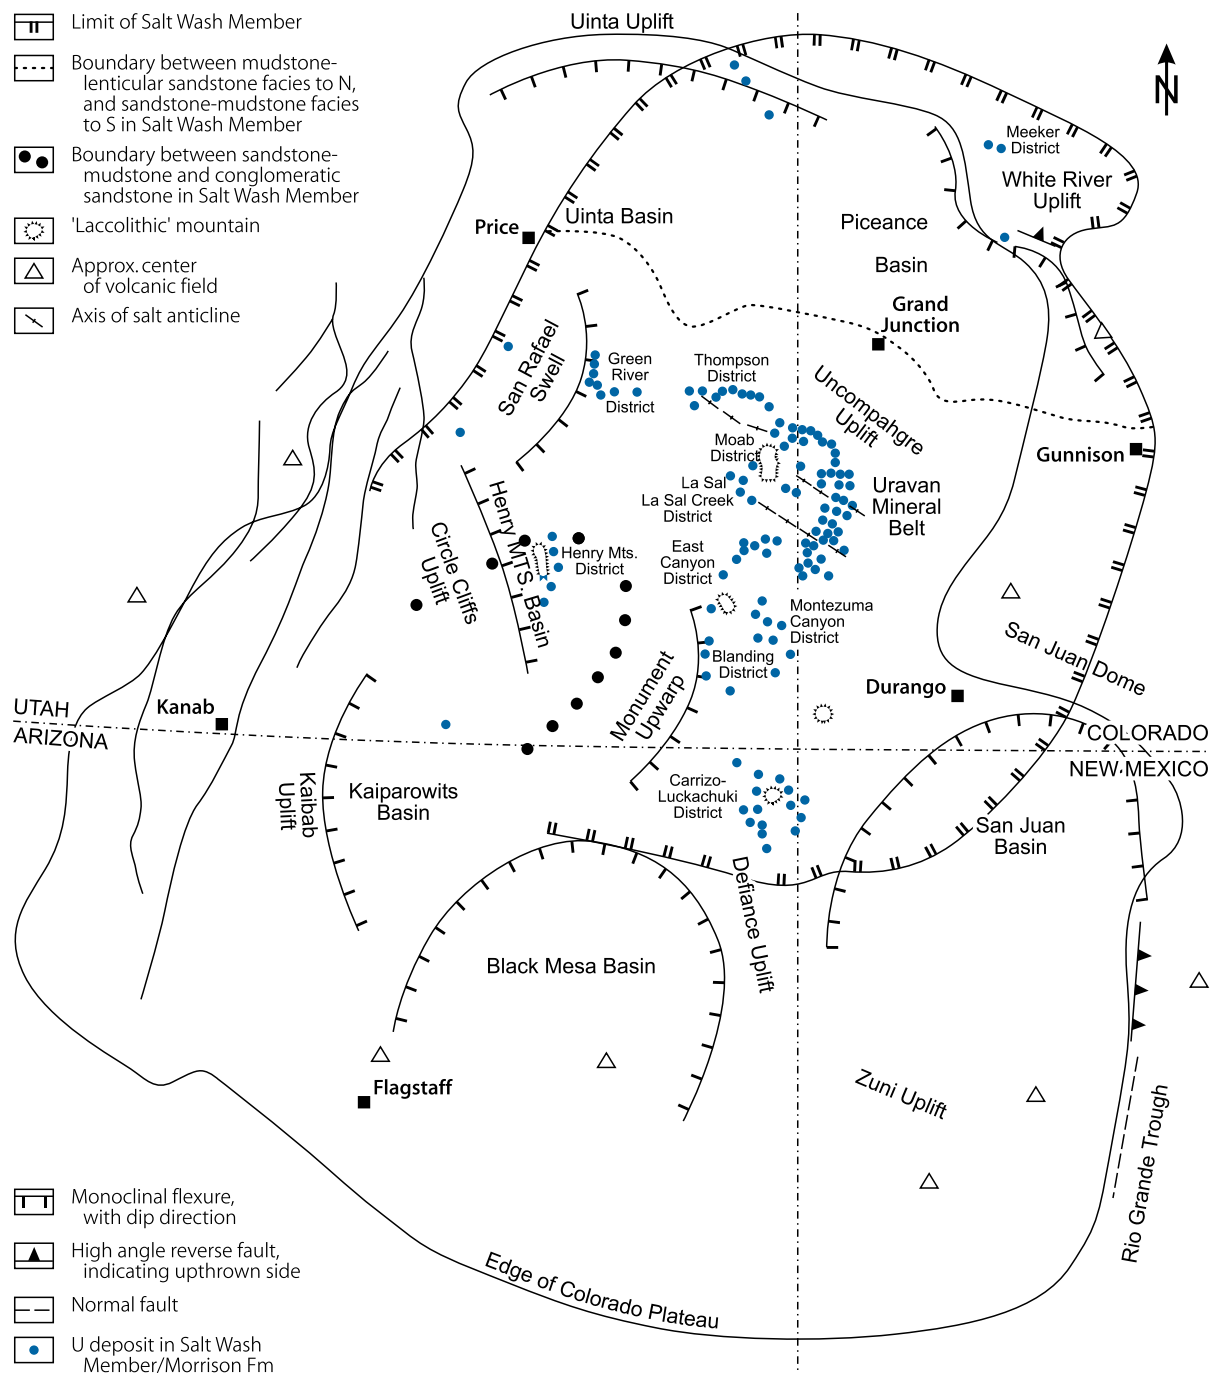 Limit of Salt Wash Member
Boundary between mudstone-
lenticular sandstone facies to N,
and sandstone-mudstone facies
to S in Salt Wash Member
Boundary between sandstone-
mudstone and conglomeratic
sandstone in Salt Wash Member
'Laccolithic' mountain
Approx. center
of volcanic field
Axis of salt anticline
Uinta Uplift
N
Meeker
District
White River
Uplift
Price
Uinta Basin
Piceance
Basin
Grand
Junction
San Rafael
Swell
Green
River
District
Thompson
District
Uncompahgre
Uplift
Moab
District
Gunnison
La Sal
La Sal Creek
District
Uravan
Mineral
Belt
Henry MTS. Basin
Circle Cliffs
Uplift
Henry Mts.
District
East
Canyon
District
Montezuma
Canyon
District
San Juan Dome
Blanding
District
Monument
Upwarp
Durango
Kanab
UTAH
ARIZONA
COLORADO
NEW MEXICO
Kaibab
Uplift
Kaiparowits
Basin
Carrizo-
Luckachuki
District
San Juan
Basin
Defiance Uplift
Black Mesa Basin
Flagstaff
Zuni Uplift
Rio Grande Trough
Edge of Colorado Plateau
Monoclinal flexure,
with dip direction
High angle reverse fault,
indicating upthrown side
Normal fault
U deposit in Salt Wash
Member/Morrison Fm